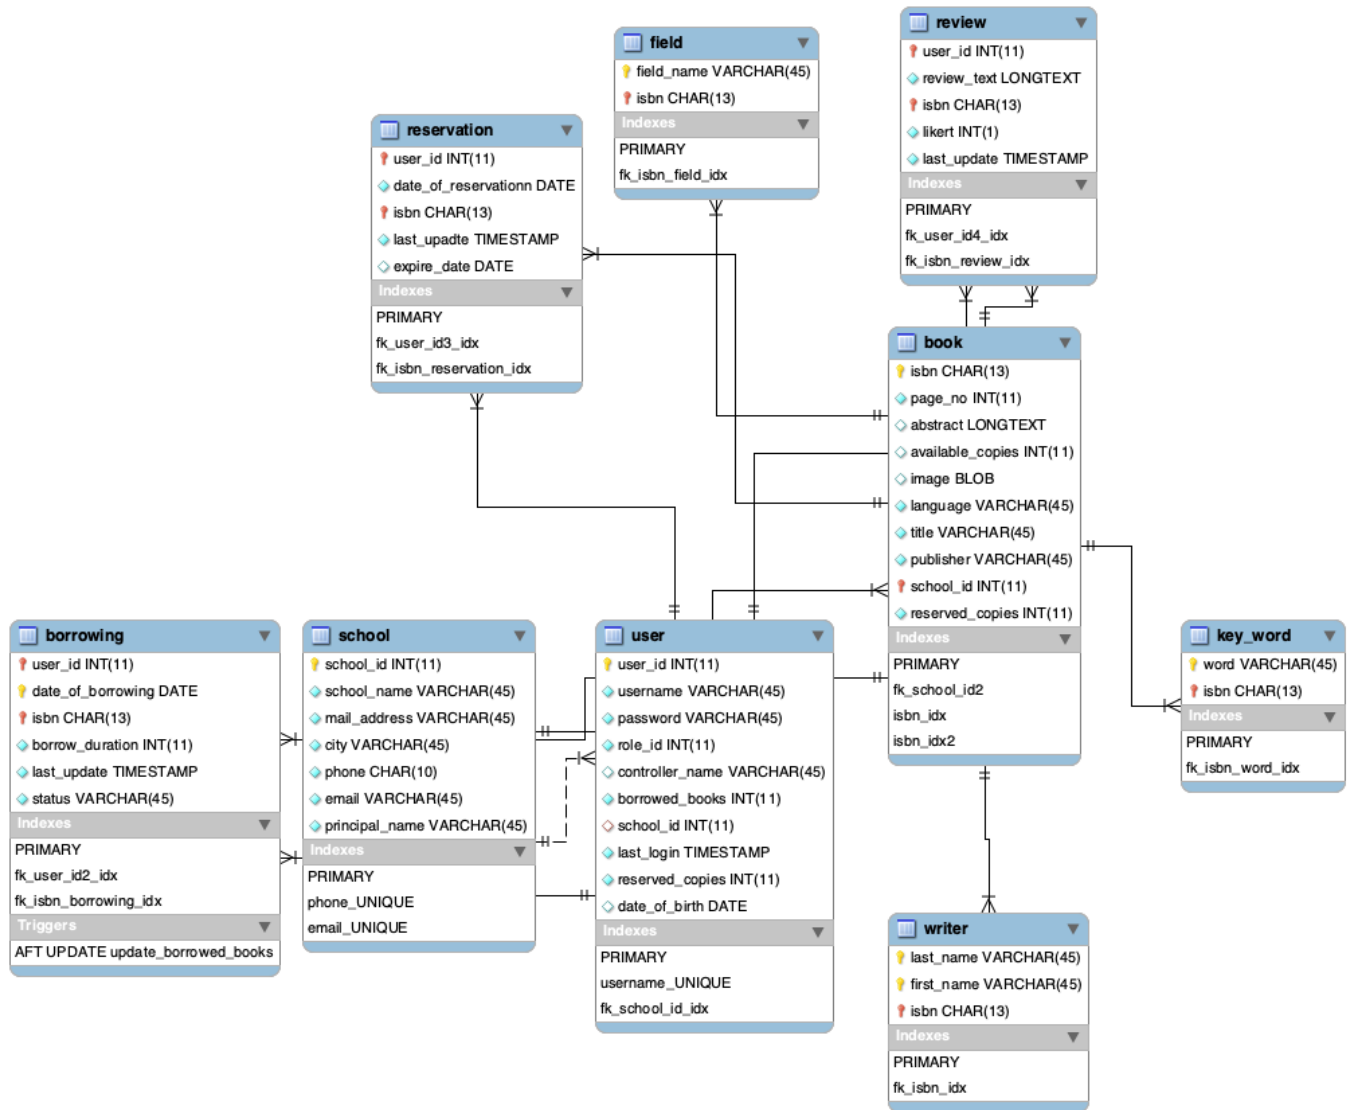 field
field_name VARCHAR(45)
isbn CHAR(13)
Indexes
PRIMARY
fk_isbn_field_idx
review
user_id INT(11)
review_text LONGTEXT
isbn CHAR(13)
likert INT(1)
last_update TIMESTAMP
Indexes
PRIMARY
fk_user_id4_idx
fk_isbn_review_idx
reservation
user_id INT(11)
date_of_reservationn DATE
isbn CHAR(13)
last_upadte TIMESTAMP
expire_date DATE
Indexes
PRIMARY
fk_user_id3_idx
fk_isbn_reservation_idx
book
isbn CHAR(13)
page_no INT(11)
abstract LONGTEXT
available_copies INT(11)
image BLOB
language VARCHAR(45)
title VARCHAR(45)
publisher VARCHAR(45)
school_id INT(11)
reserved_copies INT(11)
Indexes
PRIMARY
fk_school_id2
isbn_idx
isbn_idx2
borrowing
user_id INT(11)
date_of_borrowing DATE
isbn CHAR(13)
borrow_duration INT(11)
last_update TIMESTAMP
status VARCHAR(45)
Indexes
PRIMARY
fk_user_id2_idx
fk_isbn_borrowing_idx
Triggers
AFT UPDATE update_borrowed_books
school
school_id INT(11)
school_name VARCHAR(45)
mail_address VARCHAR(45)
city VARCHAR(45)
phone CHAR(10)
email VARCHAR(45)
principal_name VARCHAR(45)
Indexes
PRIMARY
phone_UNIQUE
email_UNIQUE
user
user_id INT(11)
username VARCHAR(45)
password VARCHAR(45)
role_id INT(11)
controller_name VARCHAR(45)
borrowed_books INT(11)
school_id INT(11)
last_login TIMESTAMP
reserved_copies INT(11)
date_of_birth DATE
Indexes
PRIMARY
username_UNIQUE
fk_school_id_idx
key_word
word VARCHAR(45)
isbn CHAR(13)
Indexes
PRIMARY
fk_isbn_word_idx
writer
last_name VARCHAR(45)
first_name VARCHAR(45)
isbn CHAR(13)
Indexes
PRIMARY
fk_isbn_idx